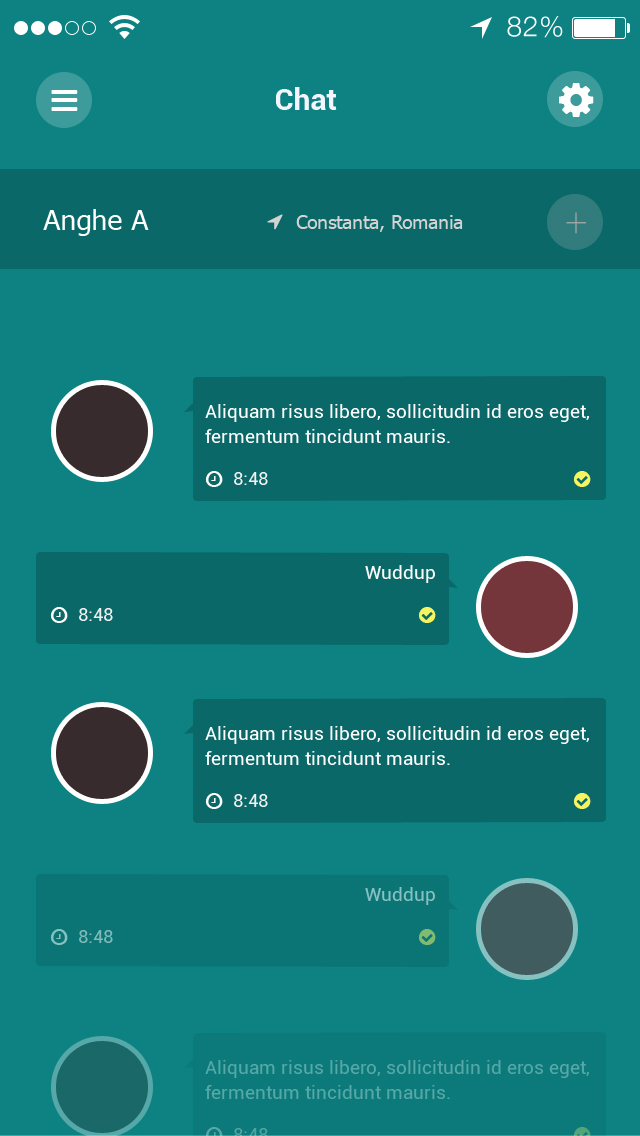 82%
Chat
Anghe A
Constanta, Romania
Aliquam risus libero, sollicitudin id eros eget,
fermentum tincidunt mauris.
8:48
Wuddup
8:48
Aliquam risus libero, sollicitudin id eros eget,
fermentum tincidunt mauris.
8:48
Wuddup
8:48
Aliquam risus libero, sollicitudin id eros eget,
fermentum tincidunt mauris.
8:48